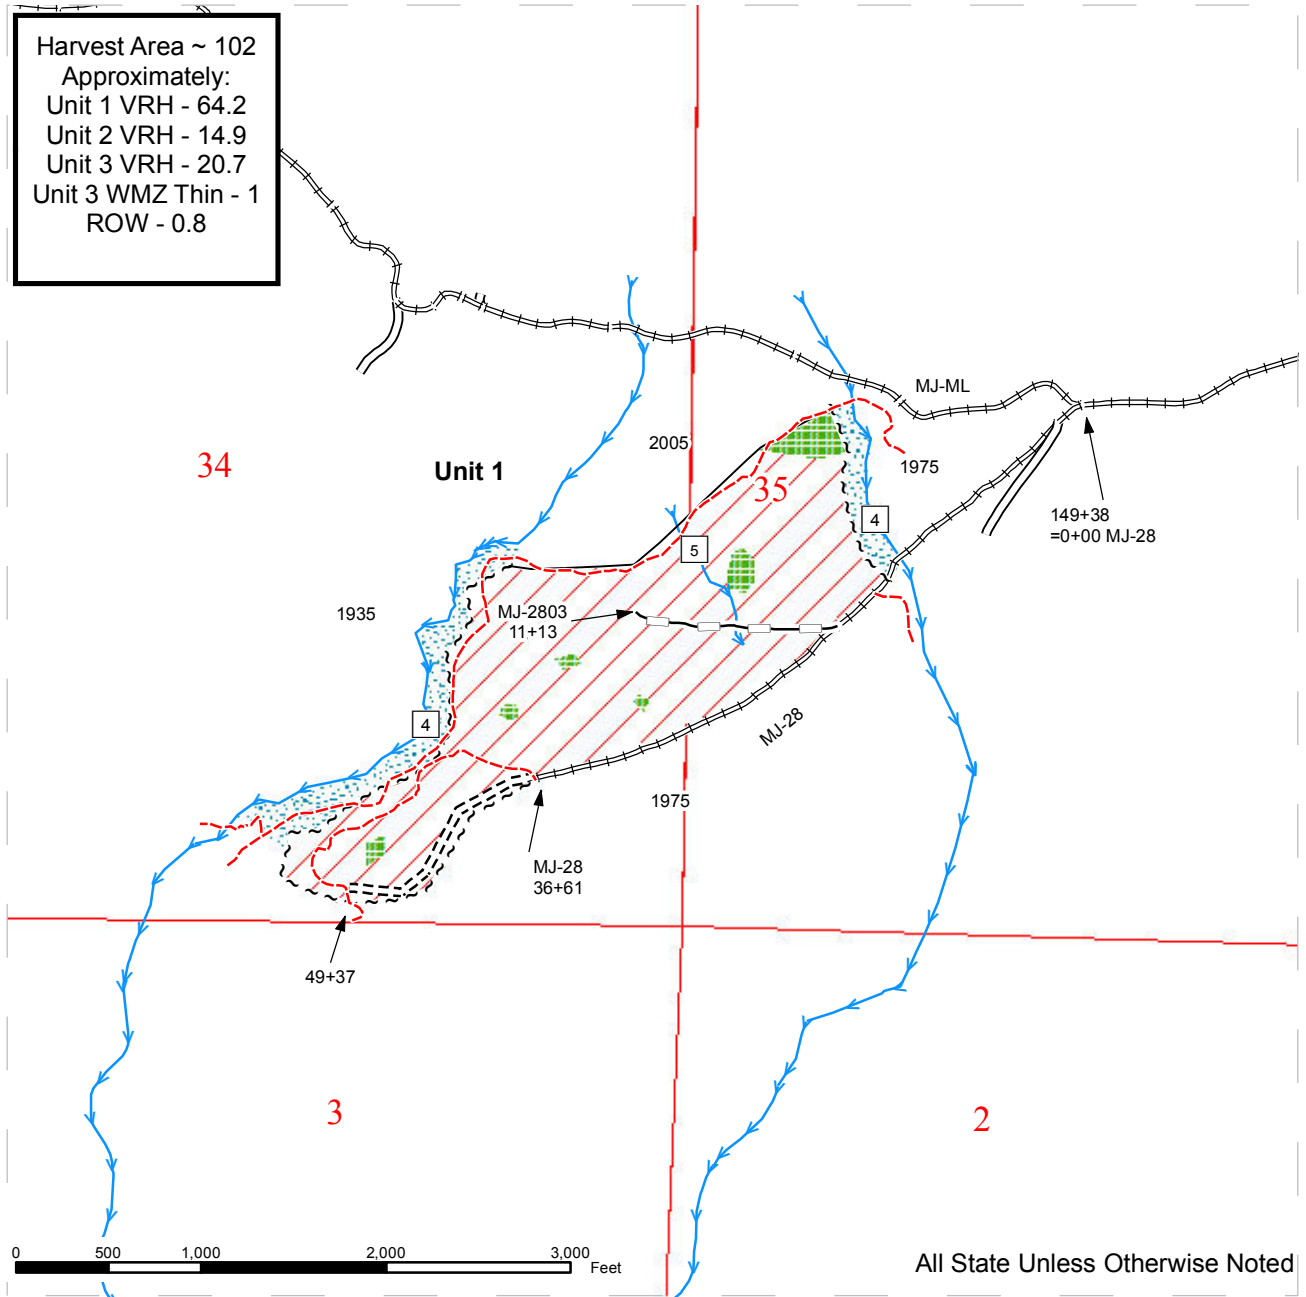 Harvest Area ~ 102
Approximately:
Unit 1 VRH - 64.2
Unit 2 VRH - 14.9
Unit 3 VRH - 20.7
Unit 3 WMZ Thin - 1
ROW - 0.8
MJ-ML
2005
34
Unit 1
1975
35
149+38
=0+00 MJ-28
4
5
MJ-2803
11+13
1935
4
MJ-28
1975
MJ-28
36+61
49+37
3
2
0
500
1,000
2,000
3,000
Feet
All State Unless Otherwise Noted